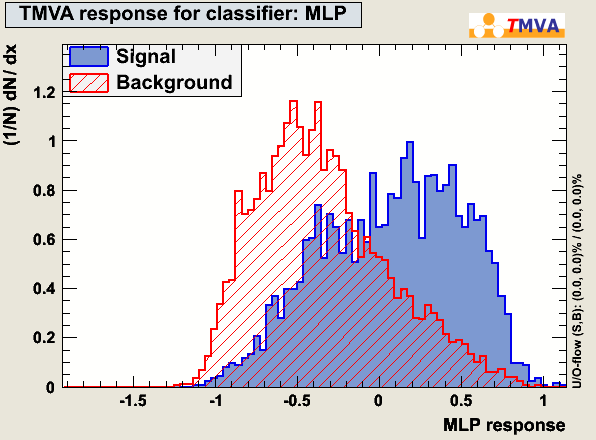 TMVA response for classifier: MLP
TMVA
Signal
Background
(1/N) dN / dx
1.2
1
0.8
0.6
0.4
0.2
0
-1.5
-1
-0.5
0
0.5
1
MLP response
U/O-flow (S,B): (0.0, 0.0)% / (0.0, 0.0)%